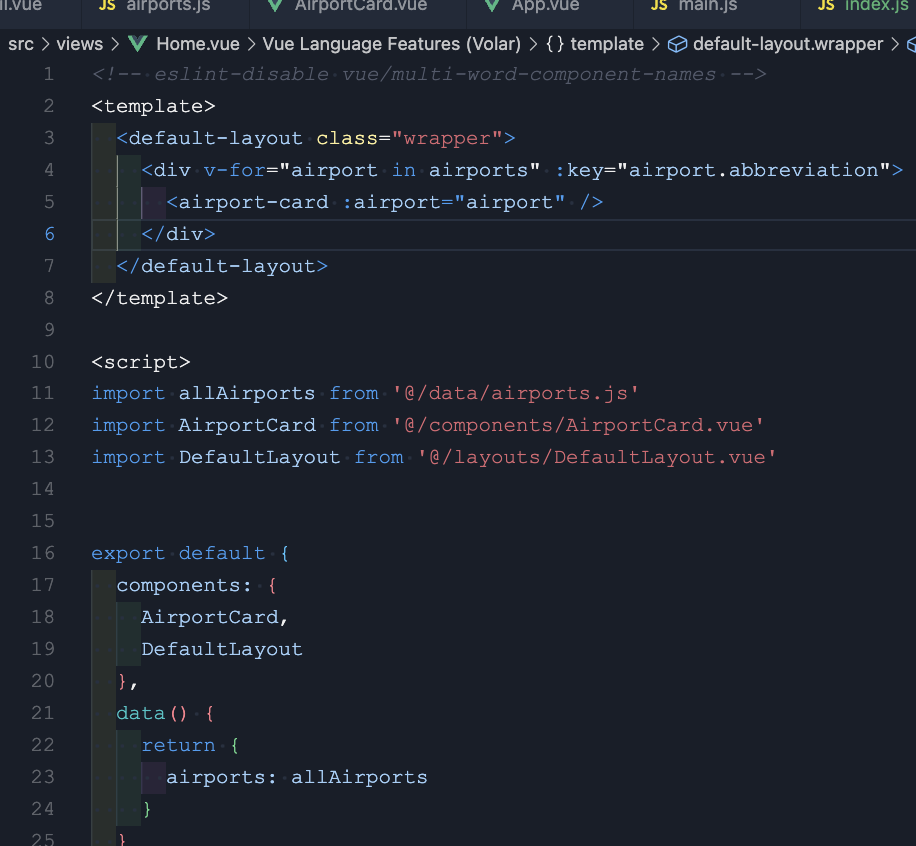 JS airports.js AirportCard.vue App.vue JS main.js JS index.js
src > views > Home.vue > Vue Language Features (Volar) > {} template > default-layout.wrapper >
1 <!-- eslint-disable vue/multi-word-component-names -->
2 <template>
3 <default-layout class="wrapper">
4 <div v-for="airport in airports" :key="airport.abbreviation">
5 <airport-card :airport="airport" />
6 </div>
7 </default-layout>
8 </template>
9
10 <script>
11 import allAirports from '@/data/airports.js'
12 import AirportCard from '@/components/AirportCard.vue'
13 import DefaultLayout from '@/layouts/DefaultLayout.vue'
14
15
16 export default {
17 components: {
18 AirportCard,
19 DefaultLayout
20 },
21 data() {
22 return {
23 airports: allAirports
24 }
25 }